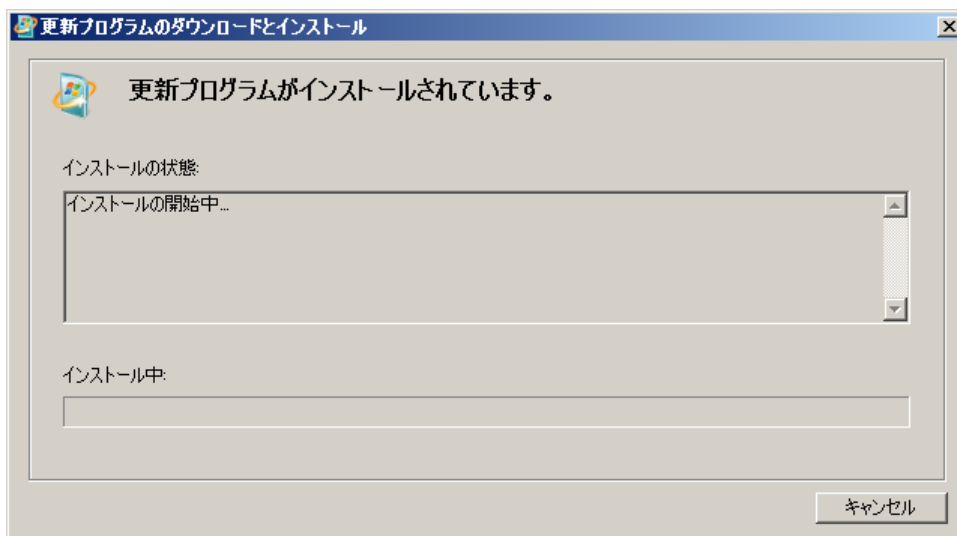 更新プログラムのダウンロードとインストール
更新プログラムがインストールされています。
インストールの状態:
インストールの開始中...
インストール中:
キャンセル